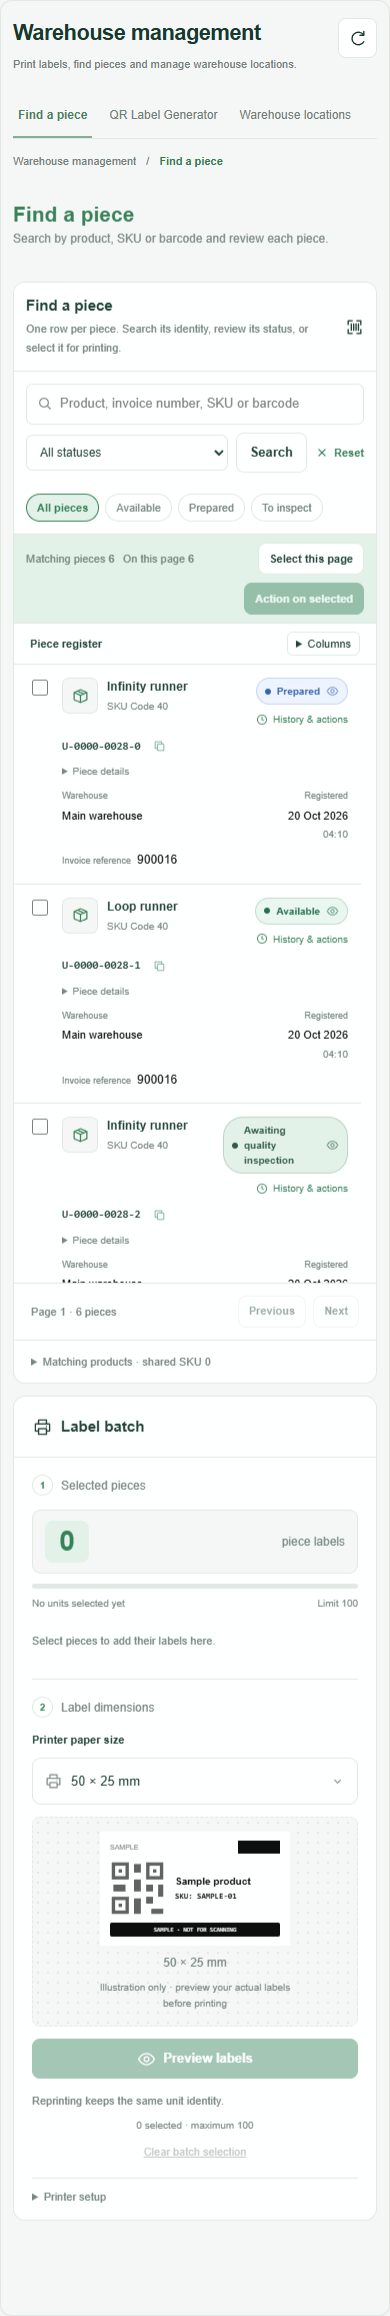 Warehouse management
Print labels, find pieces and manage warehouse locations.
Find a piece QR Label Generator Warehouse locations
Warehouse management / Find a piece
Find a piece
Search by product, SKU or barcode and review each piece.
Find a piece
One row per piece. Search its identity, review its status, or
select it for printing.
Product, invoice number, SKU or barcode
All statuses Search × Reset
All pieces Available Prepared To inspect
Matching pieces 6 On this page 6 Select this page
Action on selected
Piece register ▶ Columns
Infinity runner Prepared
SKU Code 40
History & actions
U-0000-0028-0
▶ Piece details
Warehouse Registered
Main warehouse 20 Oct 2026
04:10
Invoice reference 900016
Loop runner Available
SKU Code 40
History & actions
U-0000-0028-1
▶ Piece details
Warehouse Registered
Main warehouse 20 Oct 2026
04:10
Invoice reference 900016
Infinity runner Awaiting
quality
inspection
SKU Code 40
History & actions
U-0000-0028-2
▶ Piece details
Warehouse Registered
Main warehouse 20 Oct 2026
Page 1 · 6 pieces Previous Next
▶ Matching products · shared SKU 0
Label batch
1 Selected pieces
0 piece labels
No units selected yet Limit 100
Select pieces to add their labels here.
2 Label dimensions
Printer paper size
50 × 25 mm
SAMPLE
Sample product
SKU: SAMPLE-01
SAMPLE · NOT FOR SCANNING
50 × 25 mm
Illustration only · preview your actual labels
before printing
Preview labels
Reprinting keeps the same unit identity.
0 selected · maximum 100
Clear batch selection
▶ Printer setup